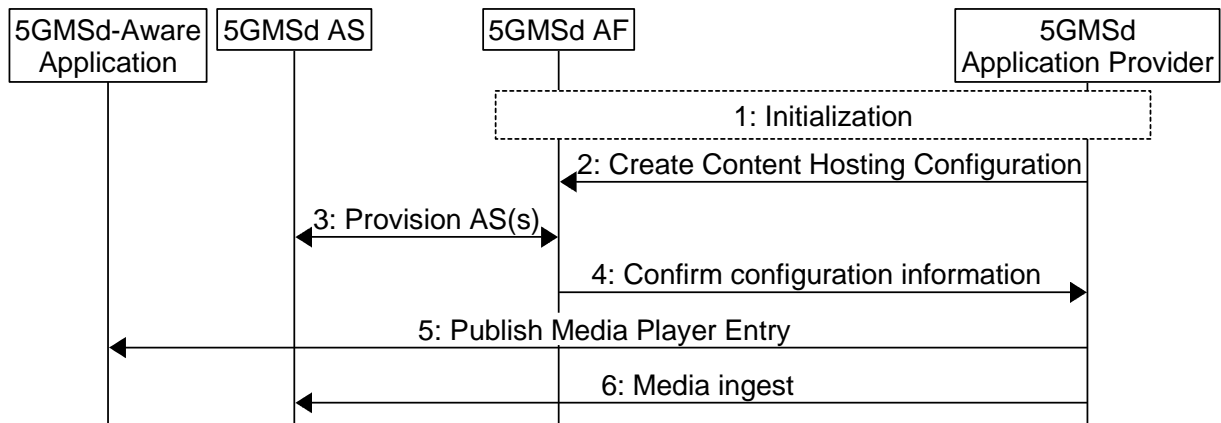 5GMSd-Aware
Application
5GMSd AS
5GMSd AF
5GMSd
Application Provider
1: Initialization
2: Create Content Hosting Configuration
3: Provision AS(s)
4: Confirm configuration information
5: Publish Media Player Entry
6: Media ingest